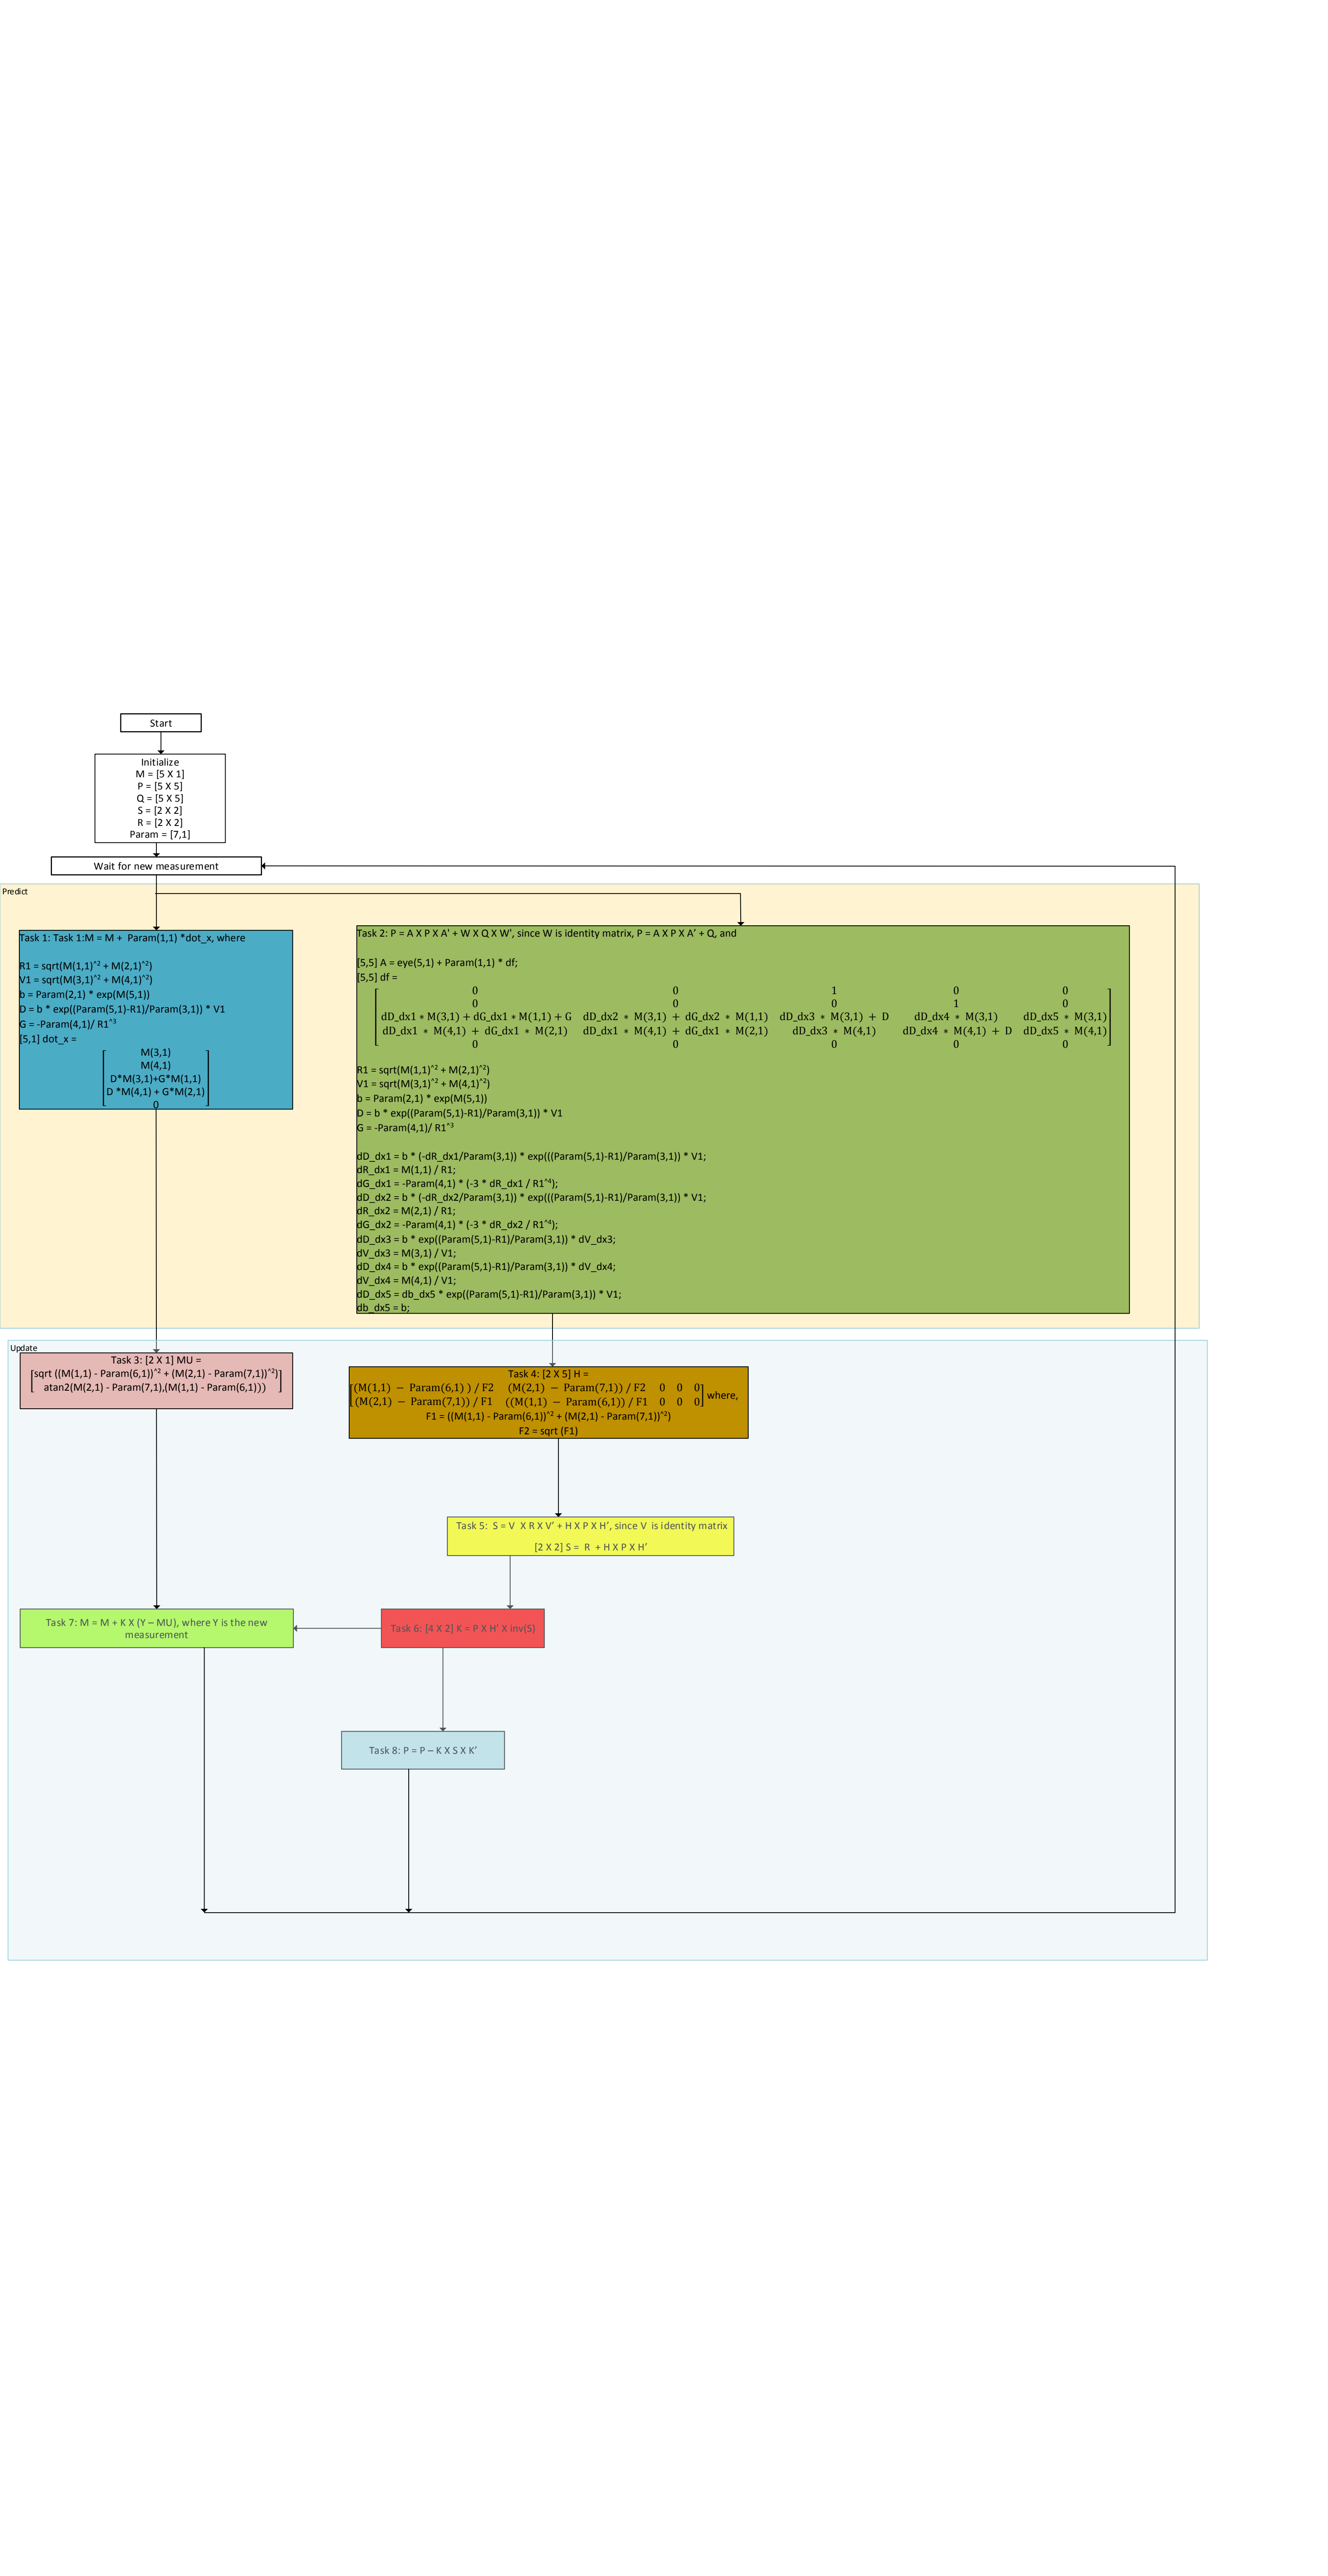 Start
Initialize
M = [5 X 1]
P = [5 X 5]
Q = [5 X 5]
S = [2 X 2]
R = [2 X 2]
Param = [7,1]
Wait for new measurement
Predict
Task 1: Task 1:M = M +  Param(1,1) *dot_x, where
R1 = sqrt(M(1,1)^2 + M(2,1)^2)
V1 = sqrt(M(3,1)^2 + M(4,1)^2)
b = Param(2,1) * exp(M(5,1))
D = b * exp((Param(5,1)-R1)/Param(3,1)) * V1
G = -Param(4,1)/ R1^3
[5,1] dot_x =
M(3,1)
M(4,1)
D*M(3,1)+G*M(1,1)
D *M(4,1) + G*M(2,1)
0
Task 2: P = A X P X A' + W X Q X W', since W is identity matrix, P = A X P X A' + Q, and
[5,5] A = eye(5,1) + Param(1,1) * df;
[5,5] df =
0 0 1 0 0
0 0 0 1 0
dD_dx1 * M(3,1) + dG_dx1 * M(1,1) + G dD_dx2 * M(3,1) + dG_dx2 * M(1,1) dD_dx3 * M(3,1) + D dD_dx4 * M(3,1) dD_dx5 * M(3,1)
dD_dx1 * M(4,1) + dG_dx1 * M(2,1) dD_dx1 * M(4,1) + dG_dx1 * M(2,1) dD_dx3 * M(4,1) dD_dx4 * M(4,1) + D dD_dx5 * M(4,1)
0 0 0 0 0
R1 = sqrt(M(1,1)^2 + M(2,1)^2)
V1 = sqrt(M(3,1)^2 + M(4,1)^2)
b = Param(2,1) * exp(M(5,1))
D = b * exp((Param(5,1)-R1)/Param(3,1)) * V1
G = -Param(4,1)/ R1^3
dD_dx1 = b * (-dR_dx1/Param(3,1)) * exp(((Param(5,1)-R1)/Param(3,1)) * V1;
dR_dx1 = M(1,1) / R1;
dG_dx1 = -Param(4,1) * (-3 * dR_dx1 / R1^4);
dD_dx2 = b * (-dR_dx2/Param(3,1)) * exp(((Param(5,1)-R1)/Param(3,1)) * V1;
dR_dx2 = M(2,1) / R1;
dG_dx2 = -Param(4,1) * (-3 * dR_dx2 / R1^4);
dD_dx3 = b * exp((Param(5,1)-R1)/Param(3,1)) * dV_dx3;
dV_dx3 = M(3,1) / V1;
dD_dx4 = b * exp((Param(5,1)-R1)/Param(3,1)) * dV_dx4;
dV_dx4 = M(4,1) / V1;
dD_dx5 = db_dx5 * exp((Param(5,1)-R1)/Param(3,1)) * V1;
db_dx5 = b;
Update
Task 3: [2 X 1] MU =
sqrt ((M(1,1) - Param(6,1))^2 + (M(2,1) - Param(7,1))^2)
atan2(M(2,1) - Param(7,1),(M(1,1) - Param(6,1)))
Task 4: [2 X 5] H =
(M(1,1) − Param(6,1) ) / F2 (M(2,1) − Param(7,1)) / F2 0 0 0
(M(2,1) − Param(7,1)) / F1 ((M(1,1) − Param(6,1)) / F1 0 0 0 where,
F1 = ((M(1,1) - Param(6,1))^2 + (M(2,1) - Param(7,1))^2)
F2 = sqrt (F1)
Task 5:  S = V  X R X V' + H X P X H', since V  is identity matrix
[2 X 2] S =  R  + H X P X H'
Task 7: M = M + K X (Y – MU), where Y is the new
measurement
Task 6: [4 X 2] K = P X H' X inv(S)
Task 8: P = P – K X S X K'